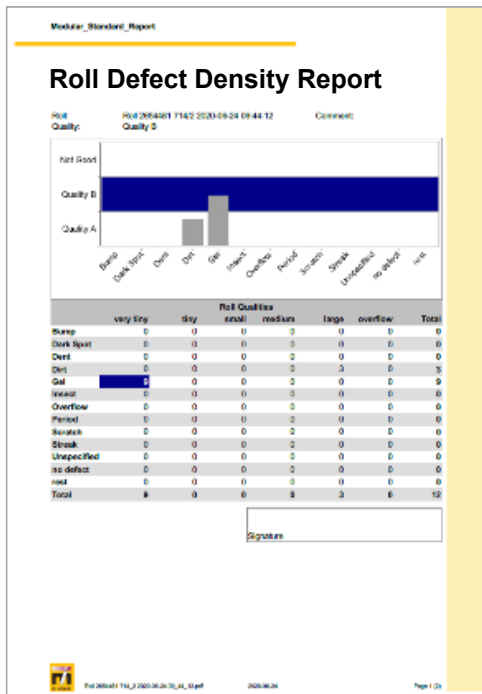 Modular_Standard_Report
Roll Defect Density Report
Roll: Roll 2654481 714/2 2020-08-24 09:44:12 Comment:
Quality: Quality B
Not Good
Quality B
Quality A
Bump Dark Spot Dent Dirt Gel Insect Overflow Period Scratch Streak Unspecified no defect rest
Roll Qualities
very tiny tiny small medium large overflow Total
Bump 0 0 0 0 0 0 0
Dark Spot 0 0 0 0 0 0 0
Dent 0 0 0 0 0 0 0
Dirt 0 0 0 0 3 0 3
Gel 9 0 0 0 0 0 9
Insect 0 0 0 0 0 0 0
Overflow 0 0 0 0 0 0 0
Period 0 0 0 0 0 0 0
Scratch 0 0 0 0 0 0 0
Streak 0 0 0 0 0 0 0
Unspecified 0 0 0 0 0 0 0
no defect 0 0 0 0 0 0 0
rest 0 0 0 0 0 0 0
Total 9 0 0 0 3 0 12
Signature
2020-08-24 Page 1 (2)